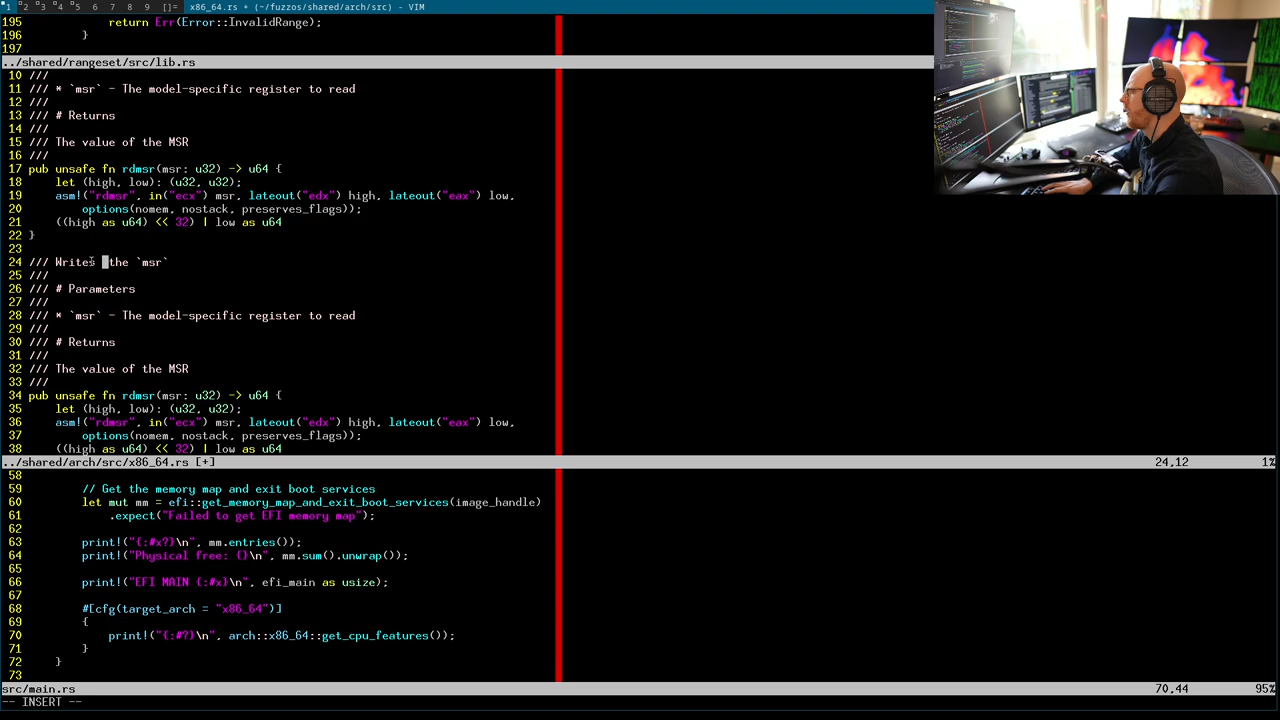 1 2 3 4 5 6 7 8 9 []= x86_64.rs + (~/fuzzos/shared/arch/src) - VIM
195             return Err(Error::InvalidRange);
196         }
197
../shared/rangeset/src/lib.rs
10 ///
11 /// * `msr` - The model-specific register to read
12 ///
13 /// # Returns
14 ///
15 /// The value of the MSR
16 ///
17 pub unsafe fn rdmsr(msr: u32) -> u64 {
18     let (high, low): (u32, u32);
19     asm!("rdmsr", in("ecx") msr, lateout("edx") high, lateout("eax") low,
20         options(nomem, nostack, preserves_flags));
21     ((high as u64) << 32) | low as u64
22 }
23
24 /// Writes the `msr`
25 ///
26 /// # Parameters
27 ///
28 /// * `msr` - The model-specific register to read
29 ///
30 /// # Returns
31 ///
32 /// The value of the MSR
33 ///
34 pub unsafe fn rdmsr(msr: u32) -> u64 {
35     let (high, low): (u32, u32);
36     asm!("rdmsr", in("ecx") msr, lateout("edx") high, lateout("eax") low,
37         options(nomem, nostack, preserves_flags));
38     ((high as u64) << 32) | low as u64
../shared/arch/src/x86_64.rs [+] 24,12 1%
58
59         // Get the memory map and exit boot services
60         let mut mm = efi::get_memory_map_and_exit_boot_services(image_handle)
61             .expect("Failed to get EFI memory map");
62
63         print!("{:#x?}\n", mm.entries());
64         print!("Physical free: {}\n", mm.sum().unwrap());
65
66         print!("EFI MAIN {:#x}\n", efi_main as usize);
67
68         #[cfg(target_arch = "x86_64")]
69         {
70             print!("{:#?}\n", arch::x86_64::get_cpu_features());
71         }
72     }
73
src/main.rs 70,44 95%
-- INSERT --